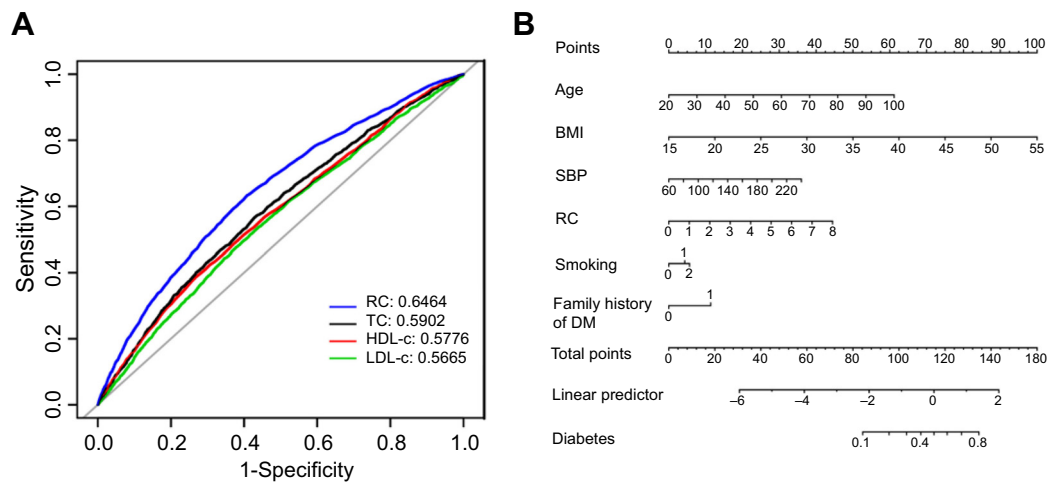 A
Sensitivity
1.0
0.8
0.6
0.4
0.2
0.0
RC: 0.6464
TC: 0.5902
HDL-c: 0.5776
LDL-c: 0.5665
0.0 0.2 0.4 0.6 0.8 1.0
1-Specificity
B
Points
0 10 20 30 40 50 60 70 80 90 100
Age
20 30 40 50 60 70 80 90 100
BMI
15 20 25 30 35 40 45 50 55
SBP
60 100 140 180 220
RC
0 1 2 3 4 5 6 7 8
Smoking
1
0 2
Family history
of DM
1
0
Total points
0 20 40 60 80 100 120 140 160 180
Linear predictor
–6 –4 –2 0 2
Diabetes
0.1 0.4 0.8